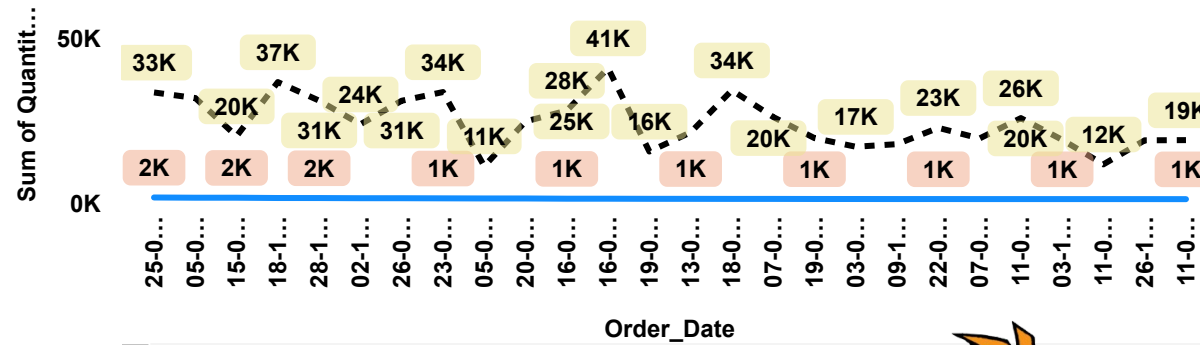 Sum of Quantit...
50K
0K
33K
20K
37K
31K
24K
31K
34K
11K
28K
25K
41K
16K
34K
20K
17K
23K
26K
20K
12K
19K
2K
2K
2K
1K
1K
1K
1K
1K
1K
1K
25-0...
05-0...
15-0...
18-1...
28-1...
02-1...
26-0...
23-0...
05-0...
20-0...
16-0...
16-0...
19-0...
13-0...
18-0...
07-0...
19-0...
03-0...
09-1...
22-0...
07-0...
11-0...
03-1...
11-0...
26-1...
11-0...
Order_Date